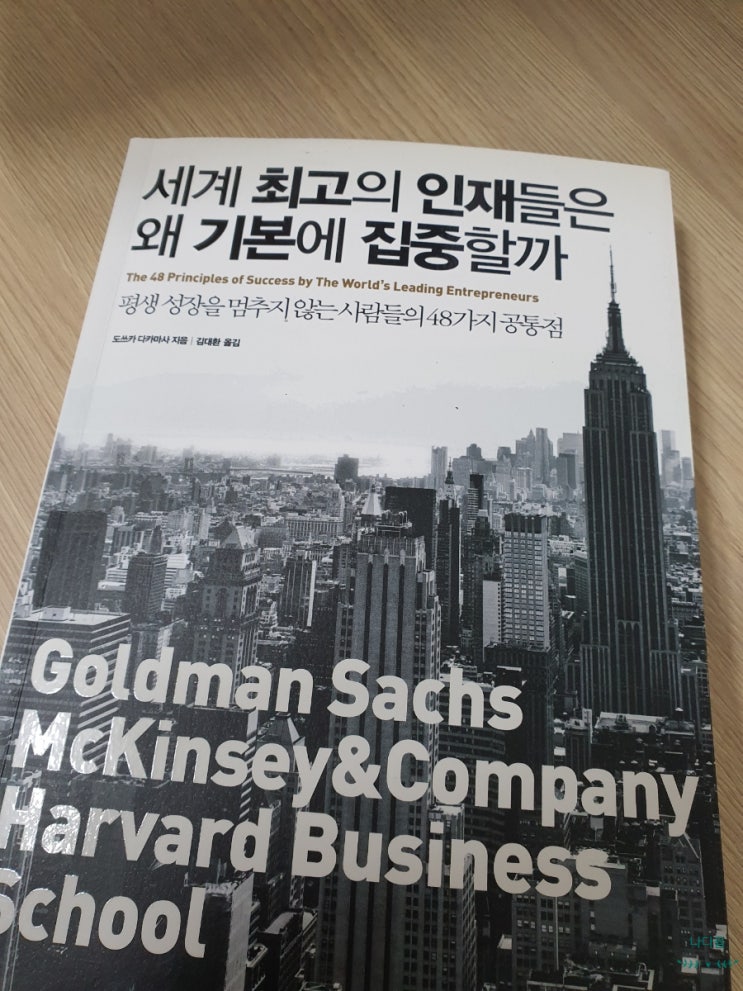 세계 최고의 인재들은
왜 기본에 집중할까
The 48 Principles of Success by The World's Leading Entrepreneurs
평생 성장을 멈추지 않는 사람들의 48가지 공통점
도쓰카 다카마사 지음 | 김대환 옮김
Goldman Sachs
McKinsey&Company
Harvard Business
School